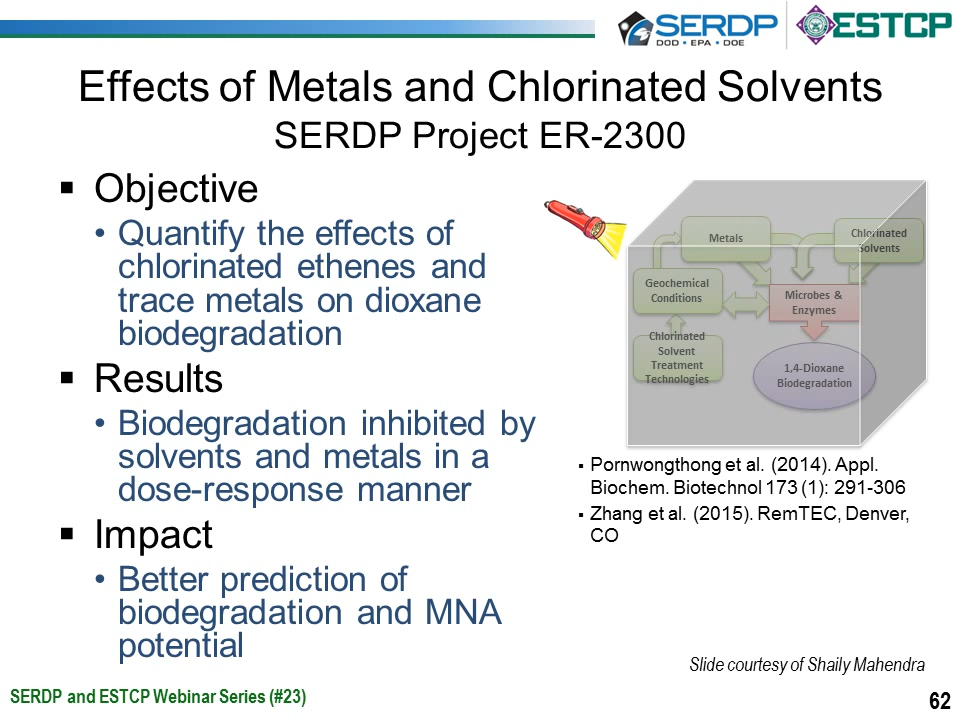 SERDP
DOD • EPA • DOE
ESTCP
Effects of Metals and Chlorinated Solvents
SERDP Project ER-2300
▪ Objective
• Quantify the effects of
chlorinated ethenes and
trace metals on dioxane
biodegradation
▪ Results
• Biodegradation inhibited by
solvents and metals in a
dose-response manner
▪ Impact
• Better prediction of
biodegradation and MNA
potential
Metals
Chlorinated
Solvents
Geochemical
Conditions
Microbes &
Enzymes
Chlorinated
Solvent
Treatment
Technologies
1,4-Dioxane
Biodegradation
▪ Pornwongthong et al. (2014). Appl.
Biochem. Biotechnol 173 (1): 291-306
▪ Zhang et al. (2015). RemTEC, Denver,
CO
Slide courtesy of Shaily Mahendra
SERDP and ESTCP Webinar Series (#23)
62